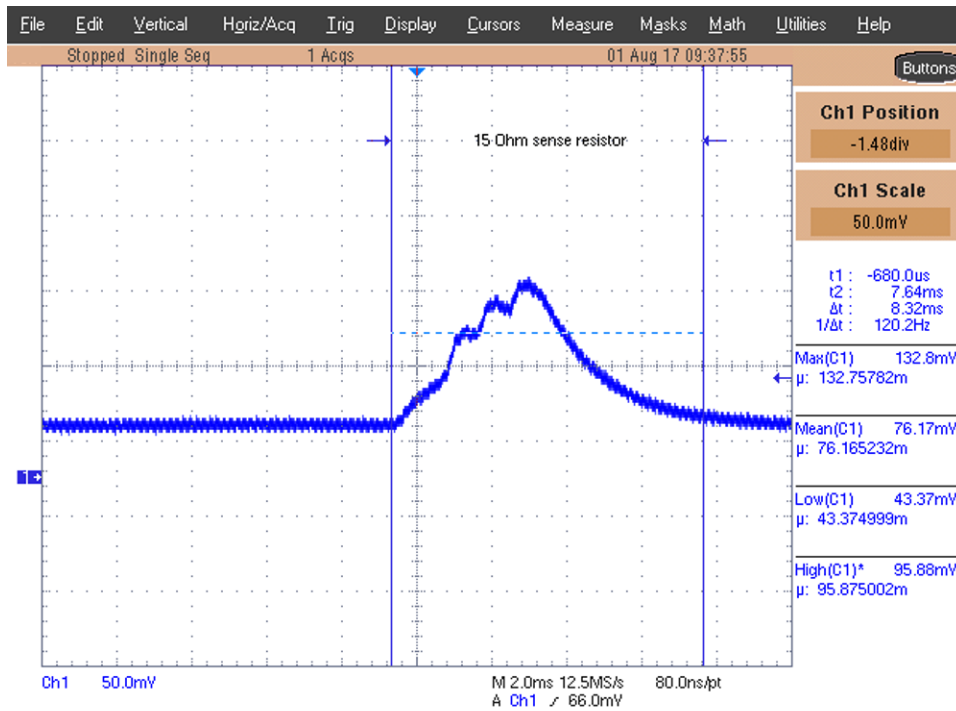 File Edit Vertical Horiz/Acq Trig Display Cursors Measure Masks Math Utilities Help
Stopped Single Seq 1 Acqs 01 Aug 17 09:37:55
Buttons
15 Ohm sense resistor
Ch1 Position
-1.48div
Ch1 Scale
50.0mV
t1 : -680.0us
t2 : 7.64ms
Δt : 8.32ms
1/Δt : 120.2Hz
Max(C1) 132.8mV
µ: 132.75782m
Mean(C1) 76.17mV
µ: 76.165232m
Low(C1) 43.37mV
µ: 43.374999m
High(C1)* 95.88mV
µ: 95.875002m
1
Ch1 50.0mV M 2.0ms 12.5MS/s 80.0ns/pt
A Ch1 / 66.0mV